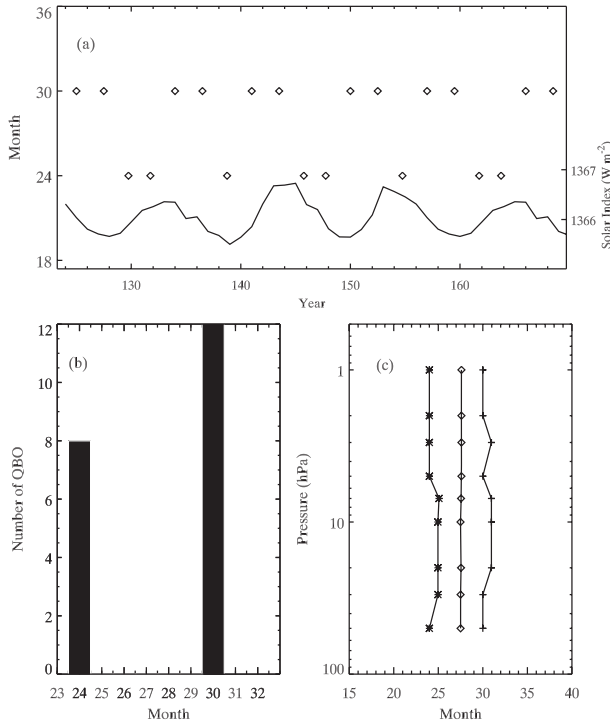 36
(a)
30
Month
24
1367
1366
18
Solar Index (W m-2)
130 140 150 160
Year
12
(b)
10
8
6
4
2
0
Number of QBO
23 24 25 26 27 28 29 30 31 32
Month
(c)
1
10
100
Pressure (hPa)
15 20 25 30 35 40
Month